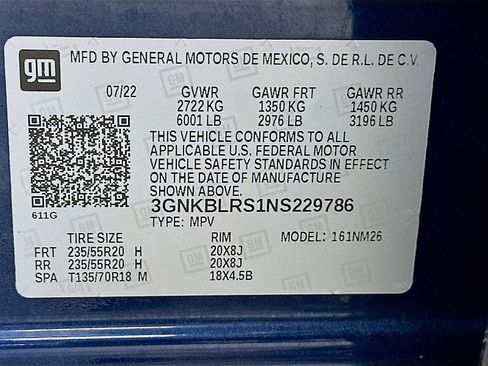 gm MFD BY GENERAL MOTORS DE MEXICO, S. DE R.L. DE C.V.
07/22 GVWR GAWR FRT GAWR RR
2722 KG 1350 KG 1450 KG
6001 LB 2976 LB 3196 LB
THIS VEHICLE CONFORMS TO ALL
APPLICABLE U.S. FEDERAL MOTOR
VEHICLE SAFETY STANDARDS IN EFFECT
ON THE DATE OF MANUFACTURE
SHOWN ABOVE
3GNKBLRS1NS229786
611G
TYPE: MPV
TIRE SIZE RIM MODEL: 161NM26
FRT 235/55R20 H 20X8J
RR 235/55R20 H 20X8J
SPA T135/70R18 M 18X4.5B